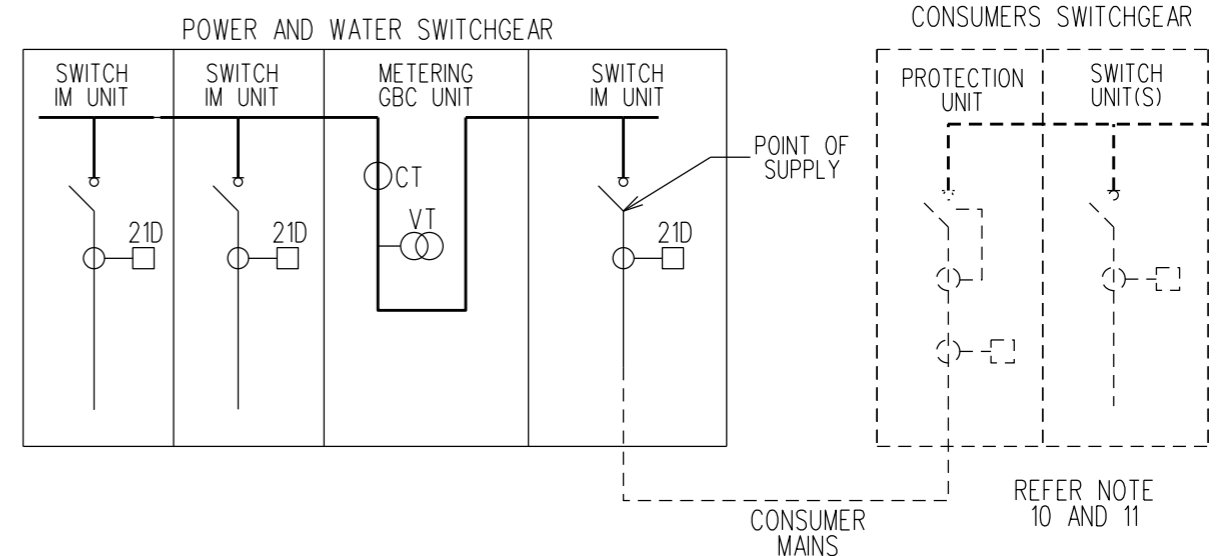 POWER AND WATER SWITCHGEAR
SWITCH
IM UNIT
SWITCH
IM UNIT
METERING
GBC UNIT
SWITCH
IM UNIT
21D
21D
CT
VT
21D
POINT OF
SUPPLY
CONSUMERS SWITCHGEAR
PROTECTION
UNIT
SWITCH
UNIT(S)
CONSUMER
MAINS
REFER NOTE
10 AND 11